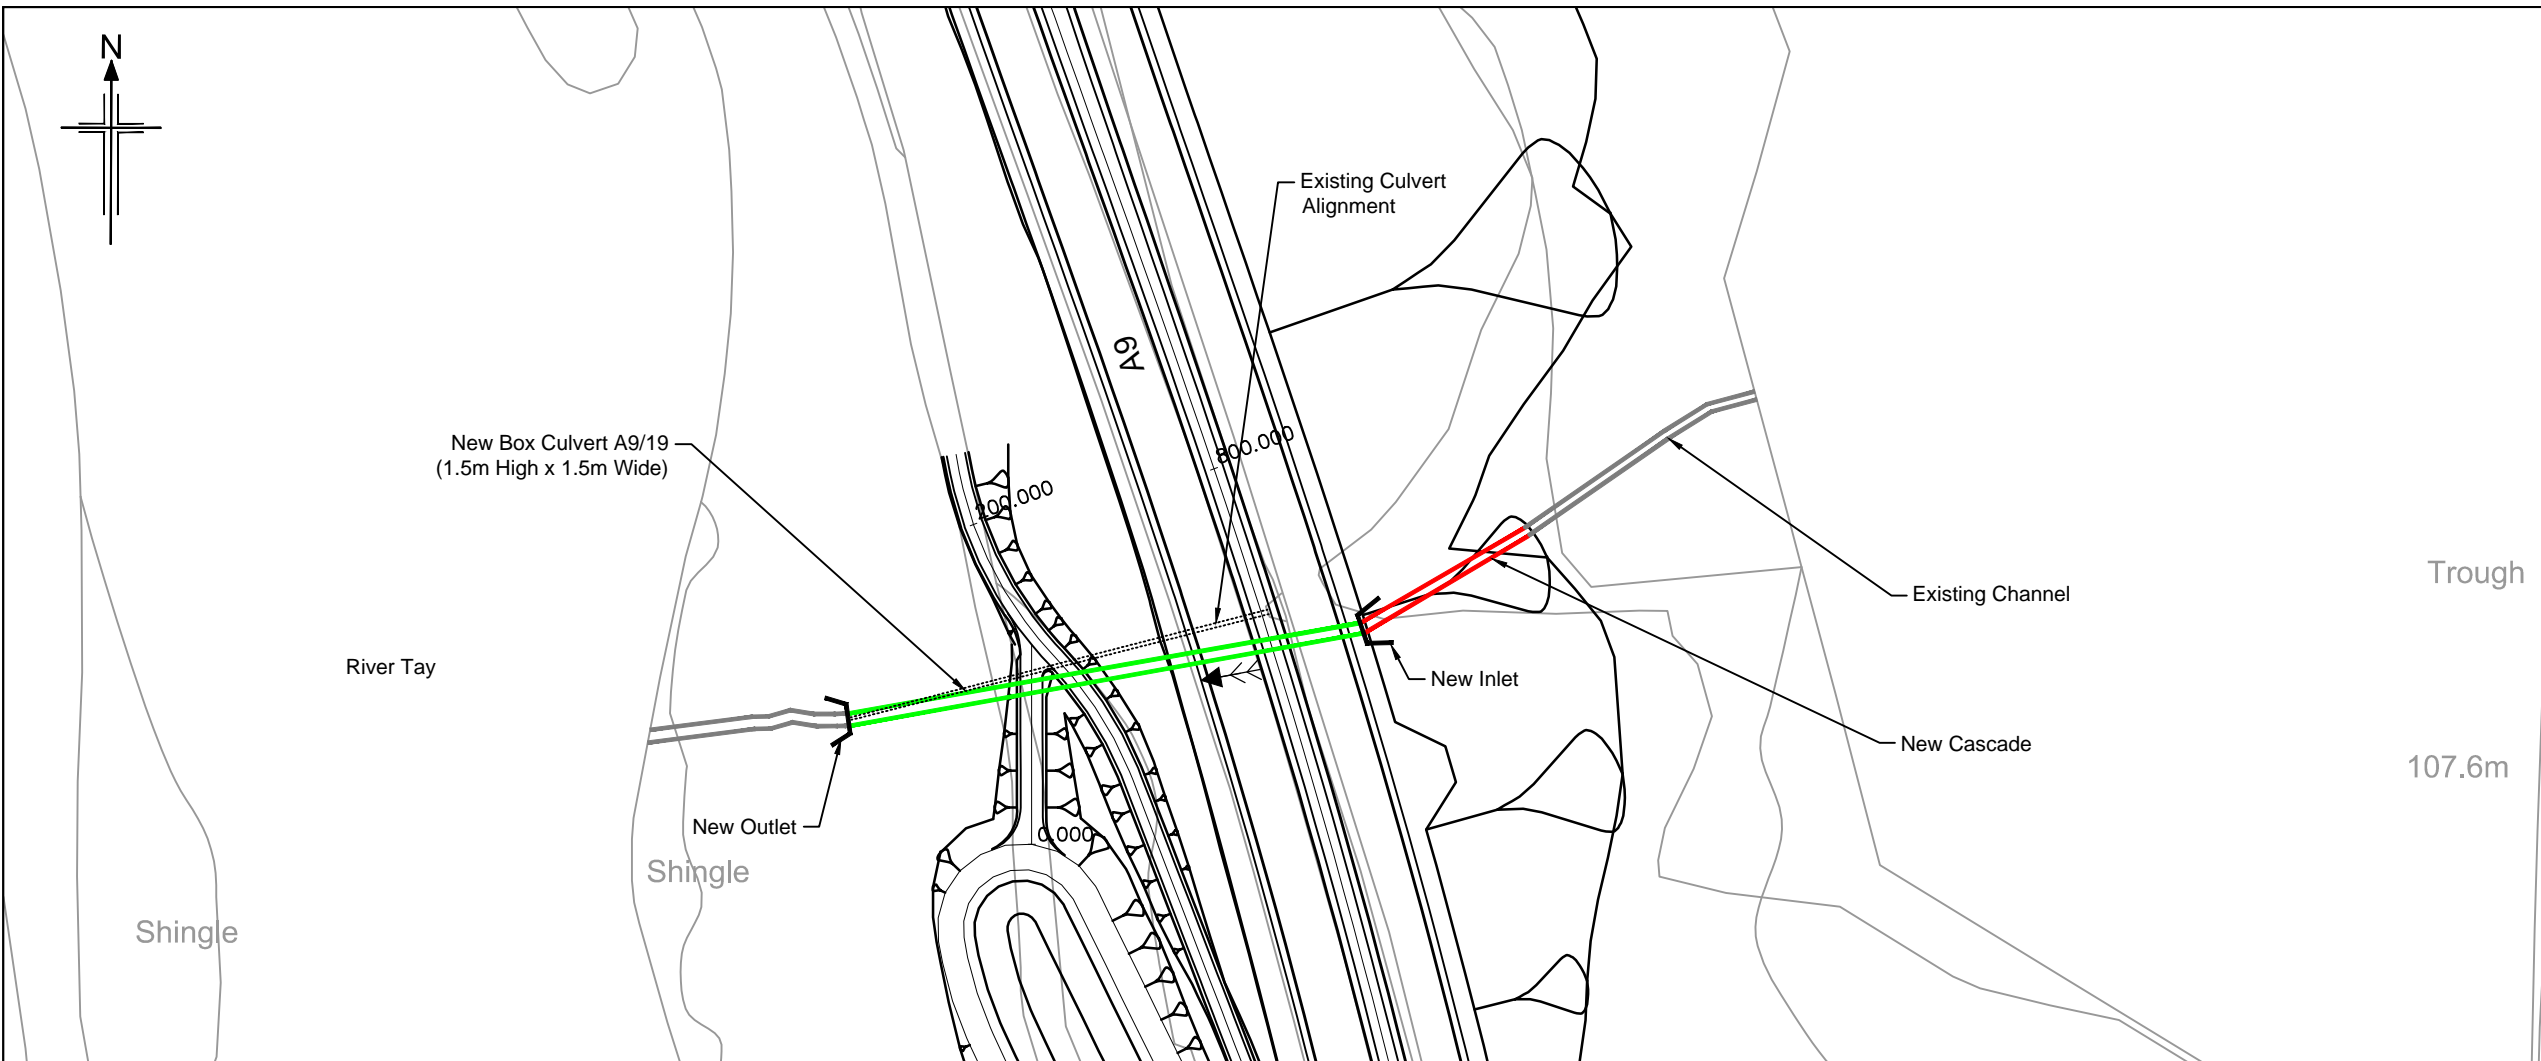 N
Existing Culvert
Alignment
A9
New Box Culvert A9/19
(1.5m High x 1.5m Wide)
800.000
200.000
Existing Channel
Trough
River Tay
New Inlet
New Cascade
107.6m
New Outlet
0.000
Shingle
Shingle